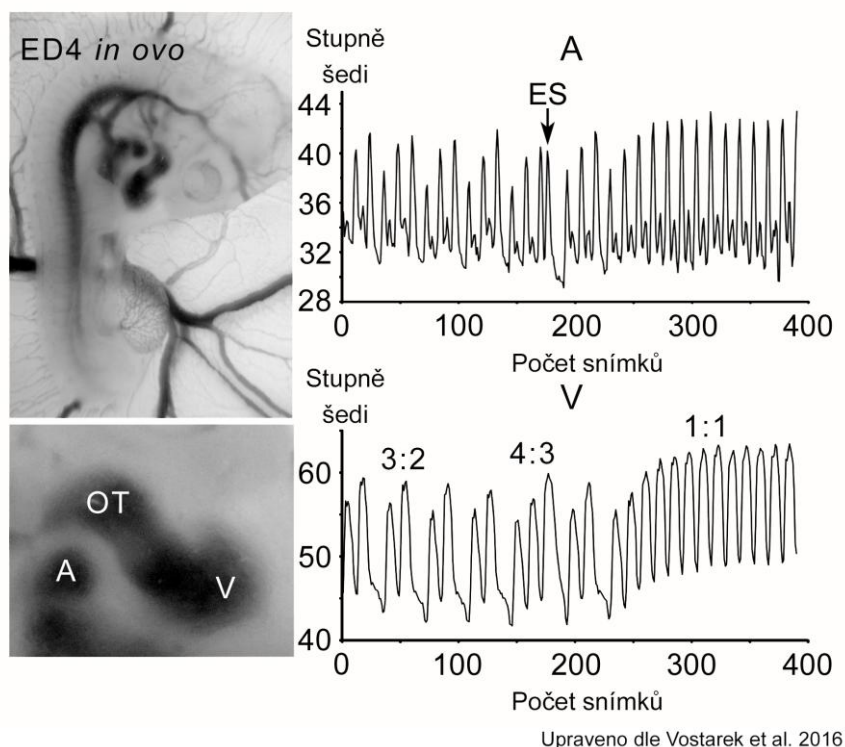 ED4 in ovo
OT
A
V
Stupně
šedi
A
ES
44
40
36
32
28
0
100
200
300
400
Počet snímků
Stupně
šedi
V
3:2
4:3
1:1
60
50
40
0
100
200
300
400
Počet snímků
Upraveno dle Vostarek et al. 2016